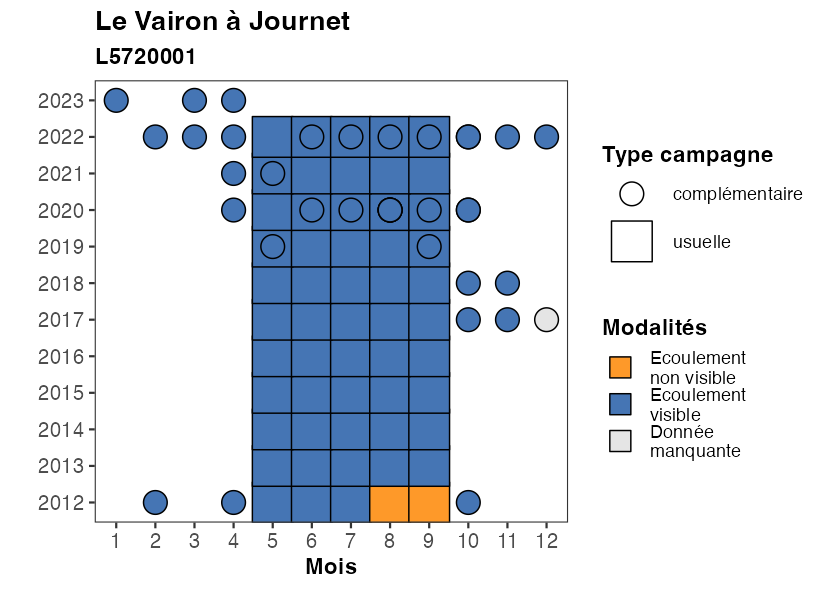 Le Vairon à Journet
L5720001
2023
2022
2021
2020
2019
2018
2017
2016
2015
2014
2013
2012
1 2 3 4 5 6 7 8 9 10 11 12
Mois
Type campagne
complémentaire
usuelle
Modalités
Ecoulement
non visible
Ecoulement
visible
Donnée
manquante